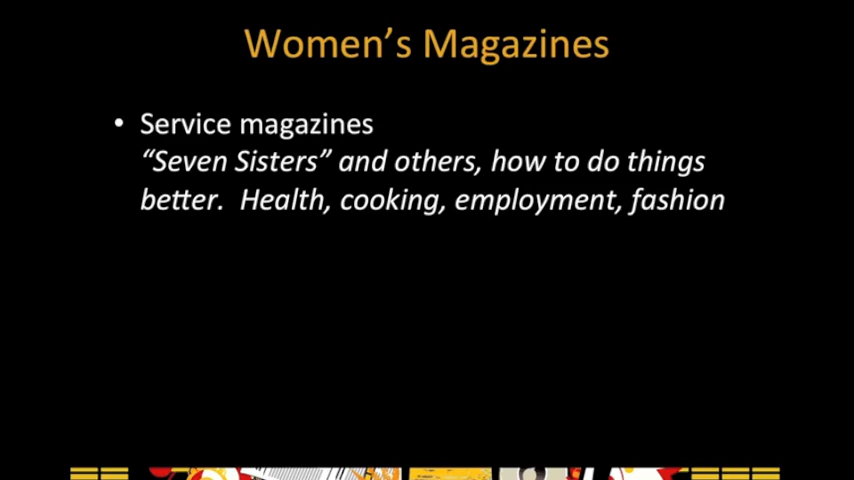 Women’s Magazines
• Service magazines
“Seven Sisters” and others, how to do things
better.  Health, cooking, employment, fashion